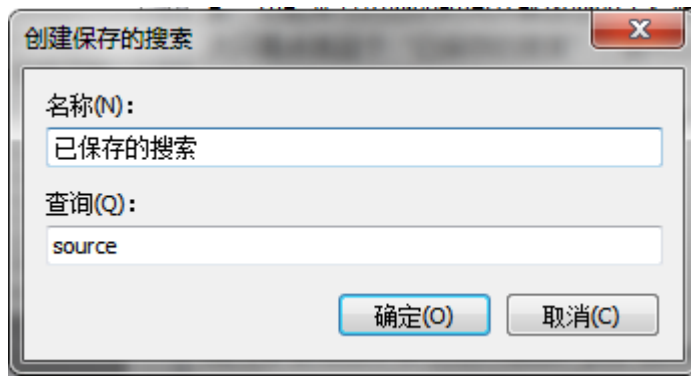 创建保存的搜索
名称(N)：
已保存的搜索
查询(Q)：
source
确定(O) 取消(C)